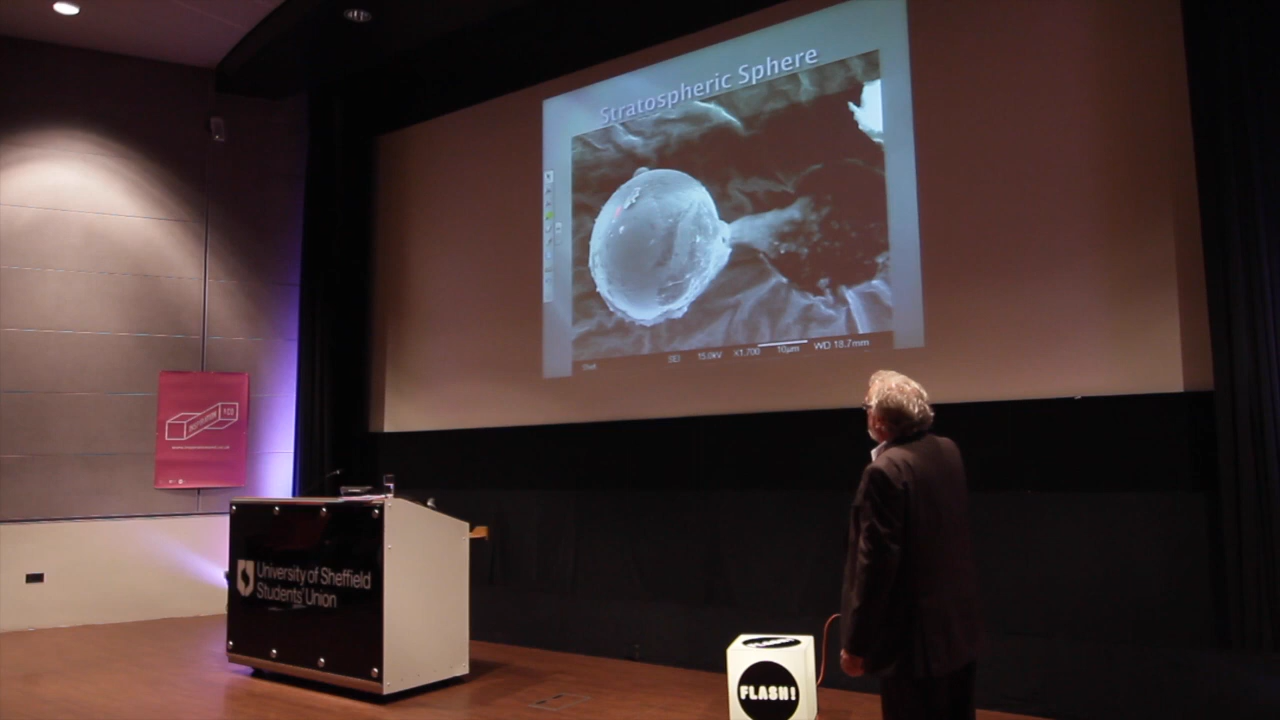 Stratospheric Sphere
SEI 15.0kV X1,700 10µm WD 18.7mm
University of Sheffield
Students' Union
FLASH!